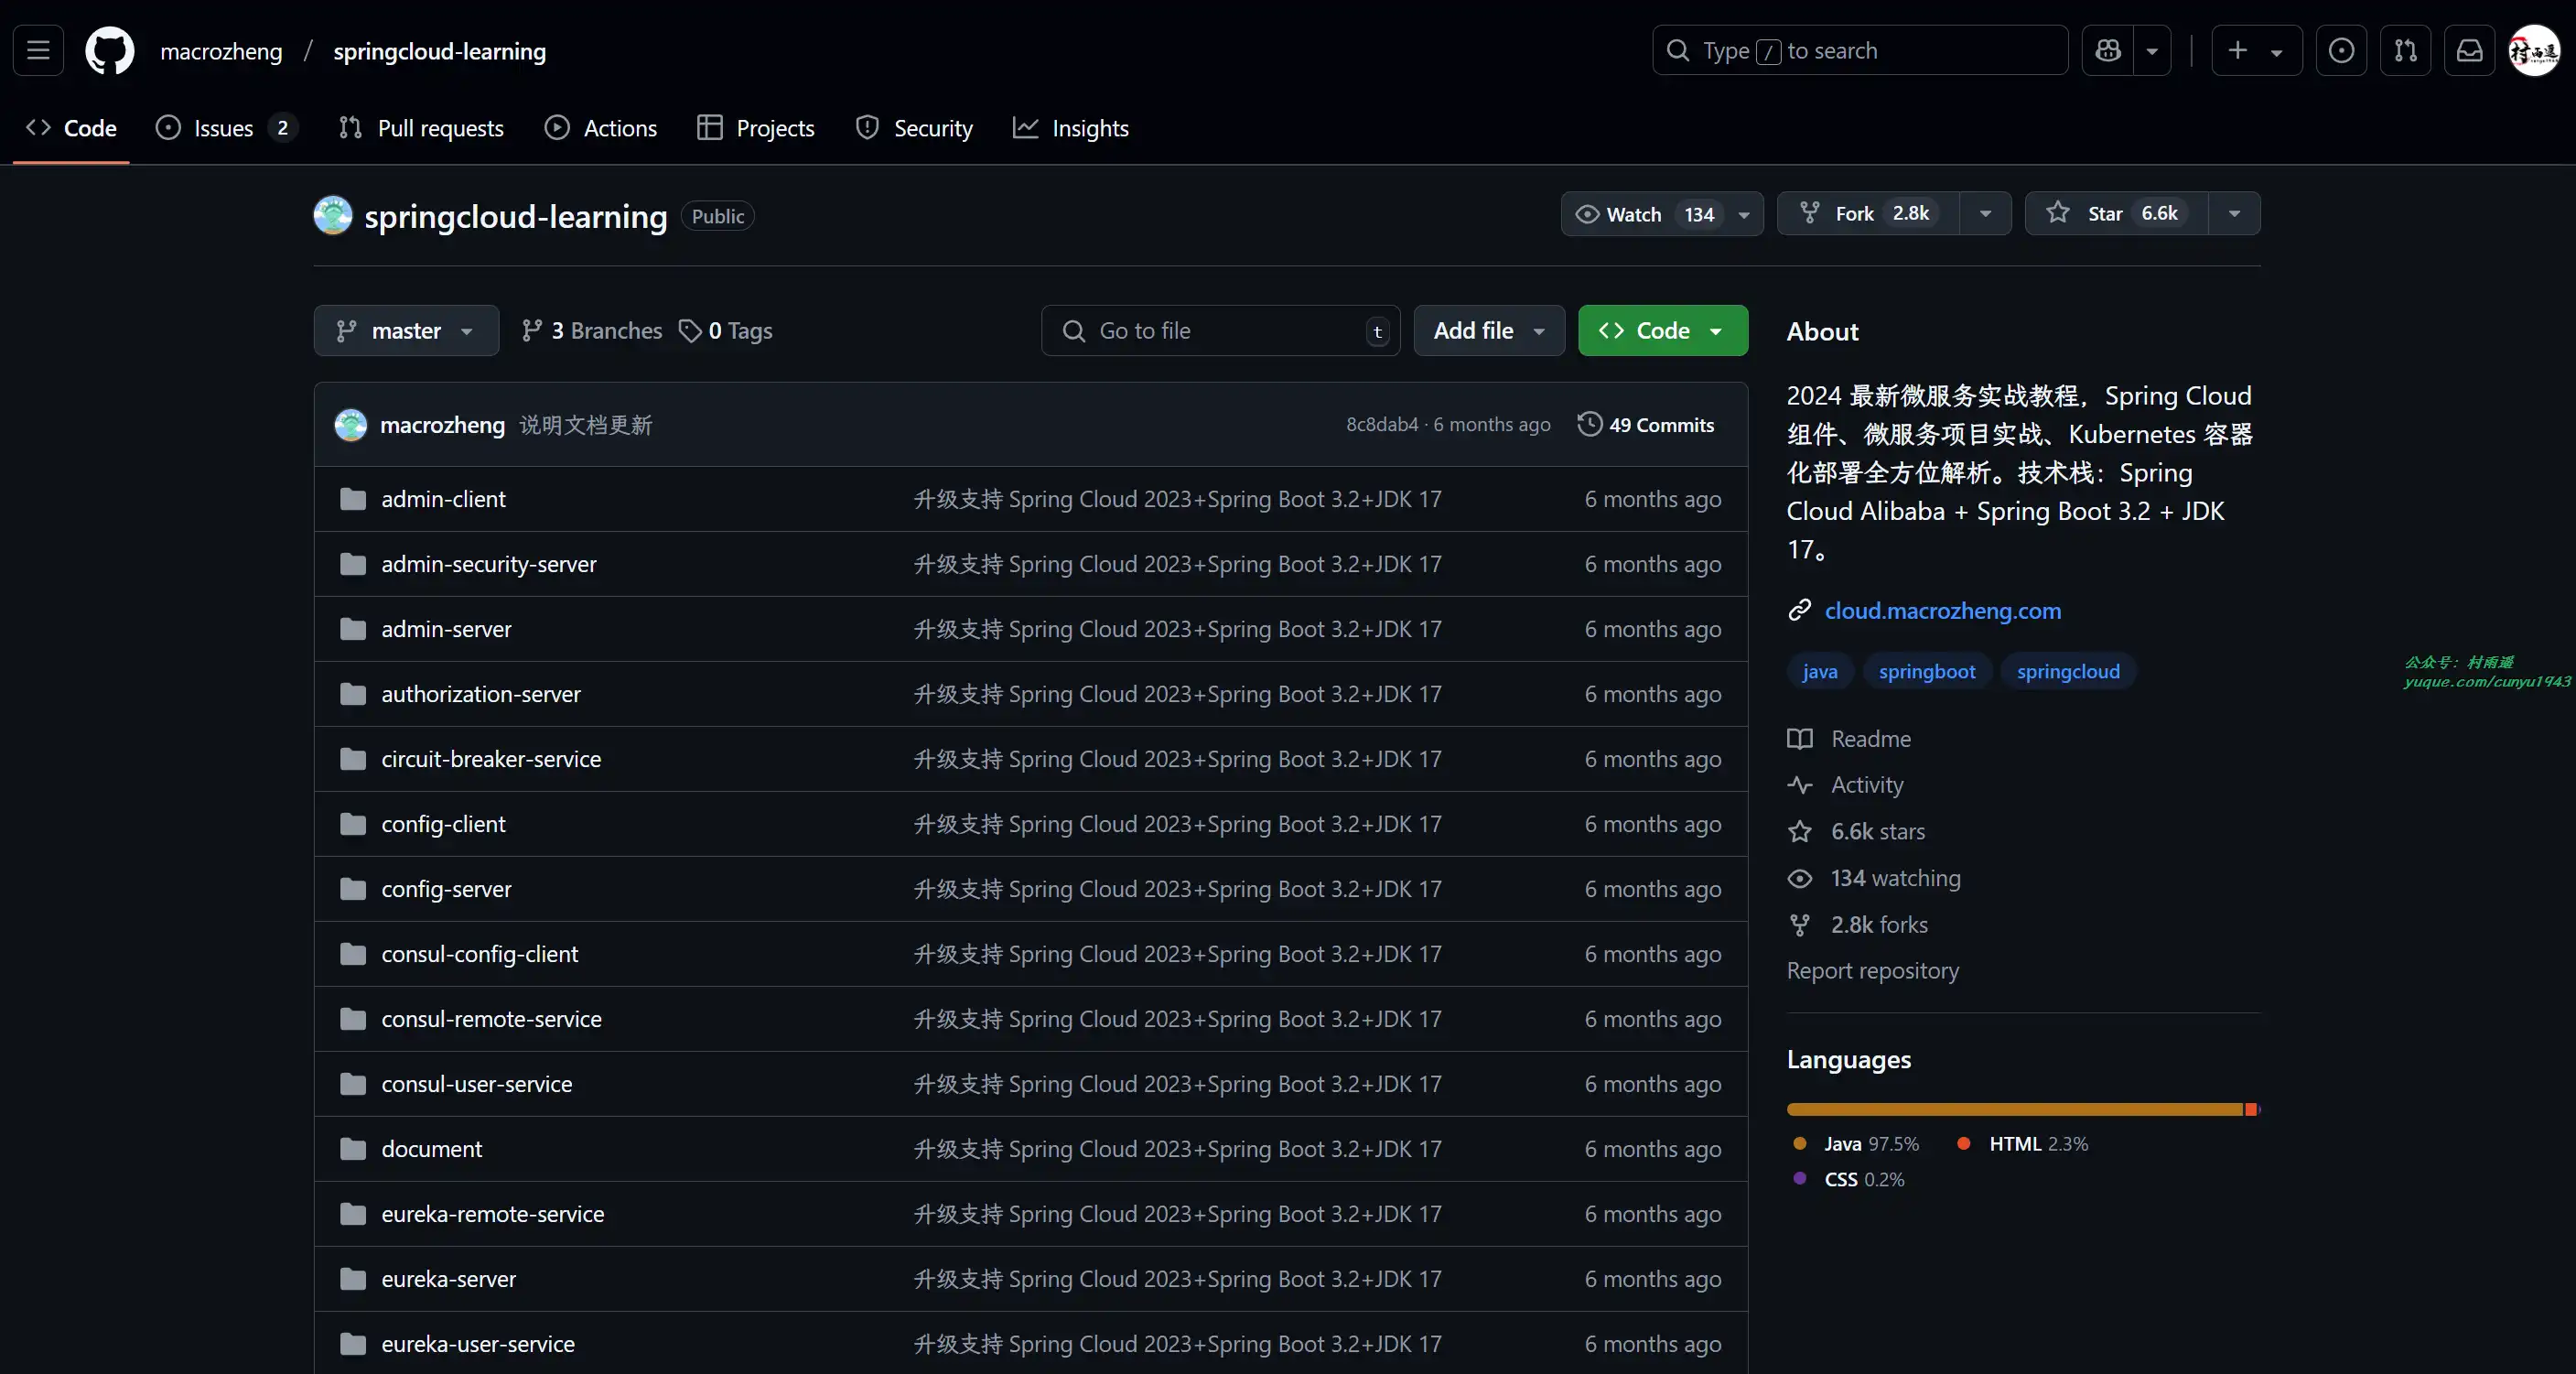 macrozheng / springcloud-learning
Type / to search
Code
Issues 2
Pull requests
Actions
Projects
Security
Insights
springcloud-learning Public
Watch 134
Fork 2.8k
Star 6.6k
master
3 Branches
0 Tags
Go to file t
Add file
Code
macrozheng 说明文档更新 8c8dab4 · 6 months ago 49 Commits
admin-client 升级支持 Spring Cloud 2023+Spring Boot 3.2+JDK 17 6 months ago
admin-security-server 升级支持 Spring Cloud 2023+Spring Boot 3.2+JDK 17 6 months ago
admin-server 升级支持 Spring Cloud 2023+Spring Boot 3.2+JDK 17 6 months ago
authorization-server 升级支持 Spring Cloud 2023+Spring Boot 3.2+JDK 17 6 months ago
circuit-breaker-service 升级支持 Spring Cloud 2023+Spring Boot 3.2+JDK 17 6 months ago
config-client 升级支持 Spring Cloud 2023+Spring Boot 3.2+JDK 17 6 months ago
config-server 升级支持 Spring Cloud 2023+Spring Boot 3.2+JDK 17 6 months ago
consul-config-client 升级支持 Spring Cloud 2023+Spring Boot 3.2+JDK 17 6 months ago
consul-remote-service 升级支持 Spring Cloud 2023+Spring Boot 3.2+JDK 17 6 months ago
consul-user-service 升级支持 Spring Cloud 2023+Spring Boot 3.2+JDK 17 6 months ago
document 升级支持 Spring Cloud 2023+Spring Boot 3.2+JDK 17 6 months ago
eureka-remote-service 升级支持 Spring Cloud 2023+Spring Boot 3.2+JDK 17 6 months ago
eureka-server 升级支持 Spring Cloud 2023+Spring Boot 3.2+JDK 17 6 months ago
eureka-user-service 升级支持 Spring Cloud 2023+Spring Boot 3.2+JDK 17 6 months ago
About
2024 最新微服务实战教程，Spring Cloud
组件、微服务项目实战、Kubernetes 容器
化部署全方位解析。技术栈：Spring
Cloud Alibaba + Spring Boot 3.2 + JDK
17。
cloud.macrozheng.com
java springboot springcloud
Readme
Activity
6.6k stars
134 watching
2.8k forks
Report repository
Languages
Java 97.5% HTML 2.3%
CSS 0.2%
公众号：村雨遥
yuque.com/cunyu1943